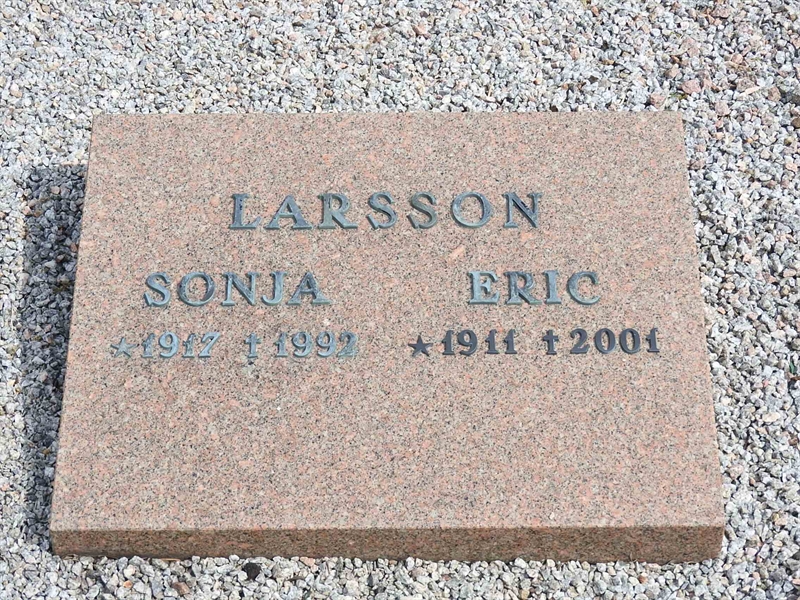 LARSSON
SONJA ERIC
★1917 †1992 ★1911 †2001